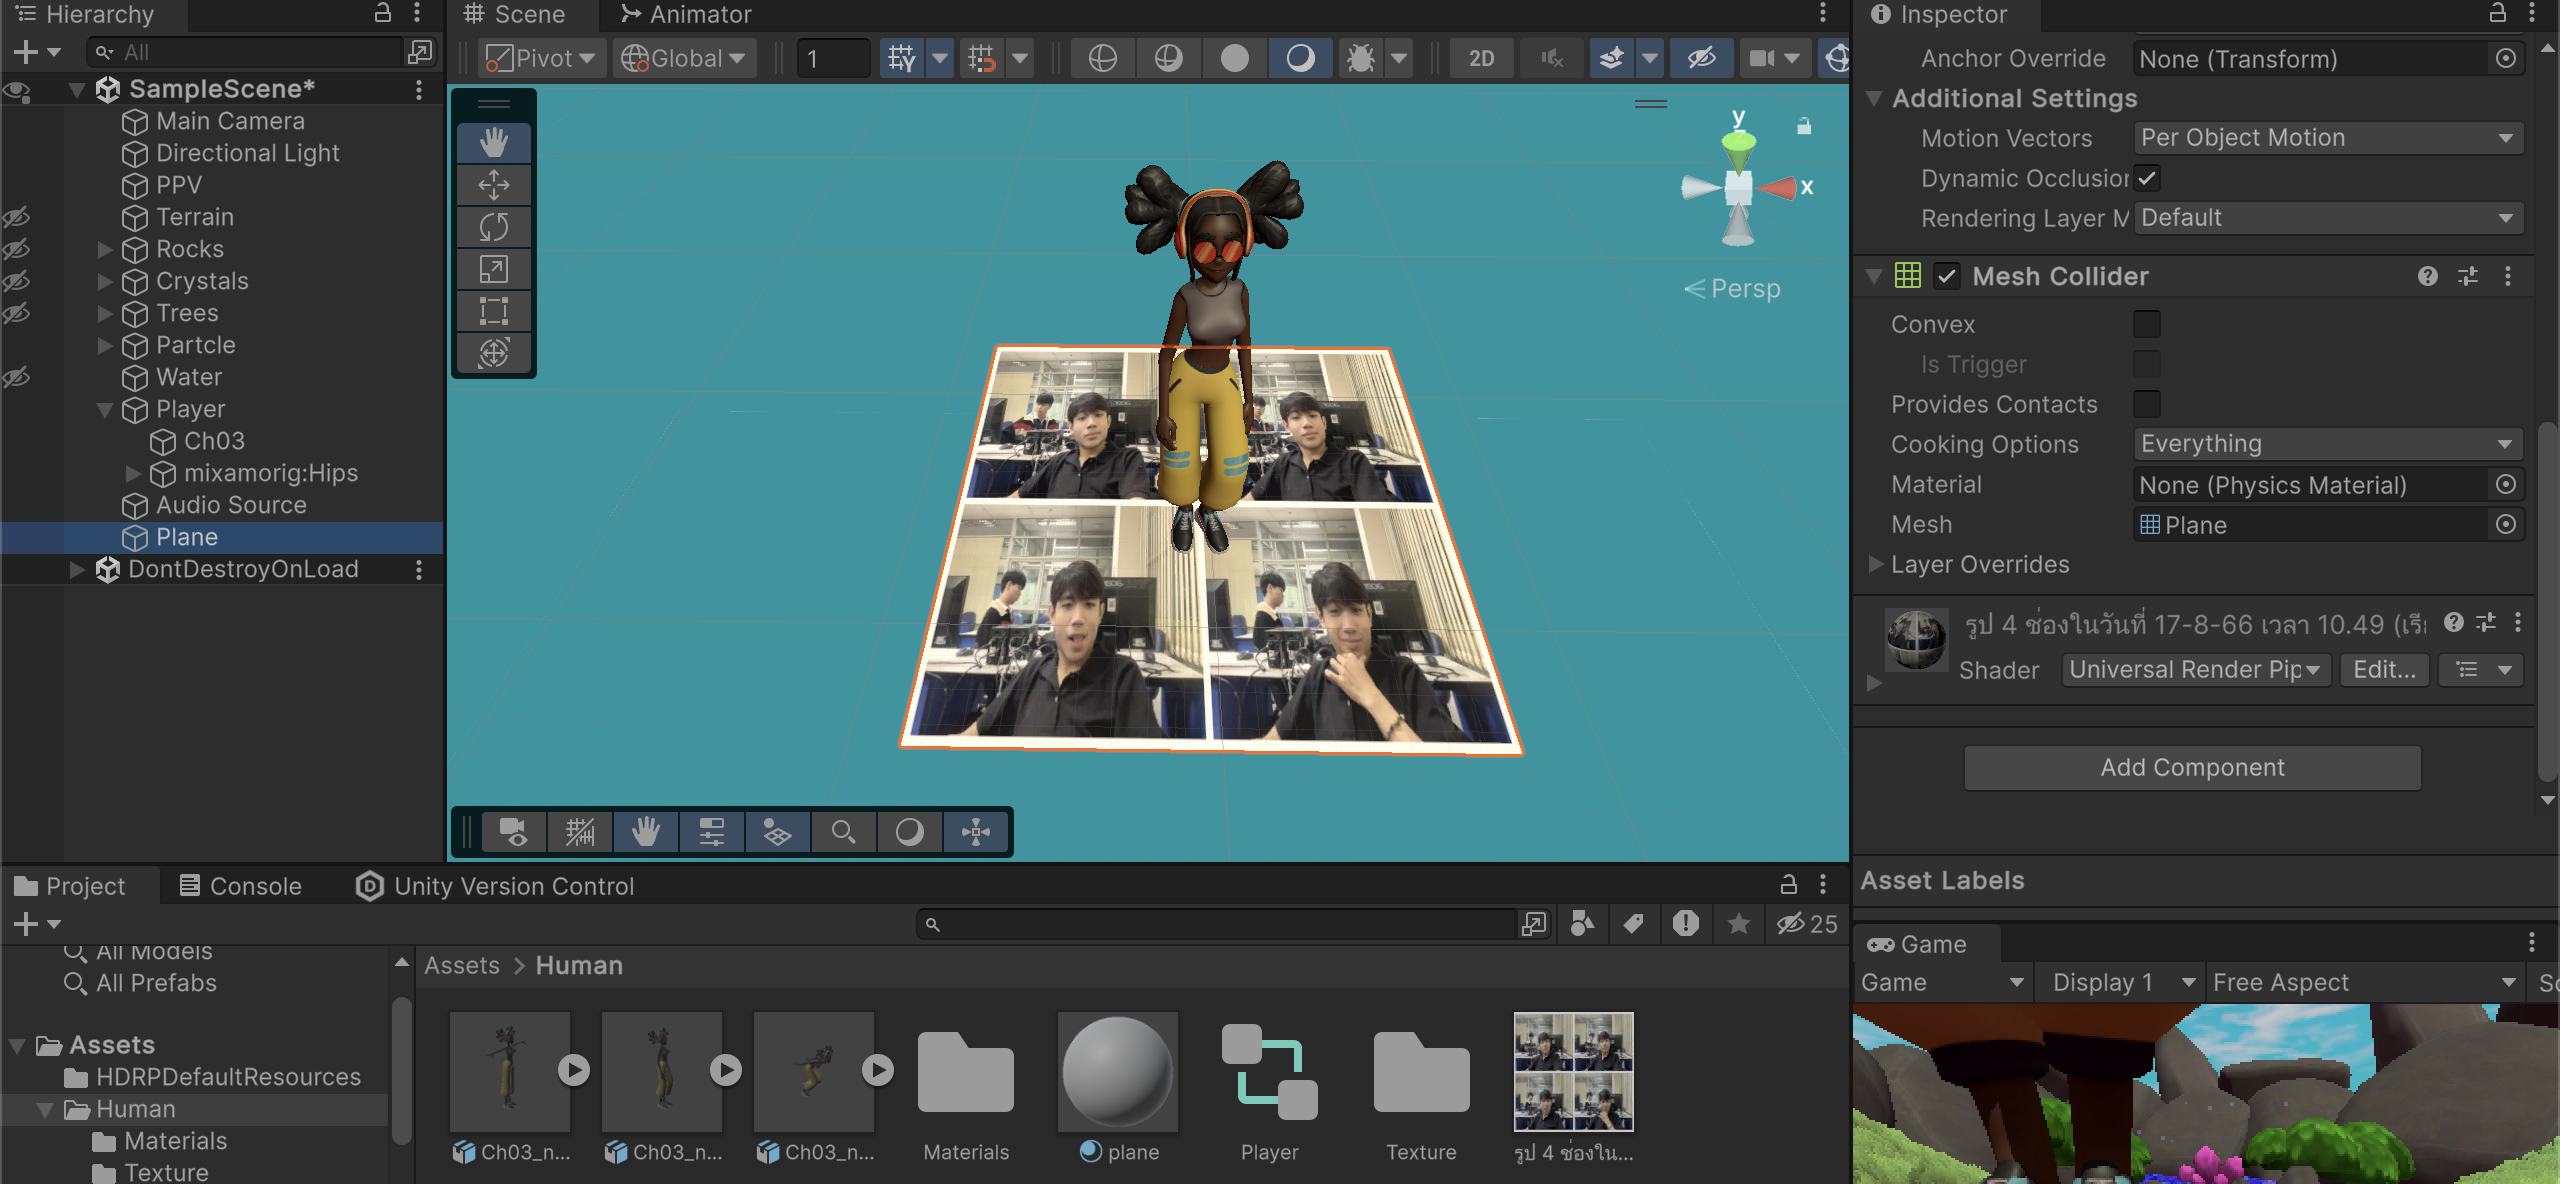 Hierarchy
All
SampleScene*
Main Camera
Directional Light
PPV
Terrain
Rocks
Crystals
Trees
Partcle
Water
Player
Ch03
mixamorig:Hips
Audio Source
Plane
DontDestroyOnLoad
Scene
Animator
Pivot
Global
1
2D
y
x
Persp
Inspector
Anchor Override
None (Transform)
Additional Settings
Motion Vectors
Per Object Motion
Dynamic Occlusion
Rendering Layer M
Default
Mesh Collider
Convex
Is Trigger
Provides Contacts
Cooking Options
Everything
Material
None (Physics Material)
Mesh
Plane
Layer Overrides
รูป 4 ช่องในวันที่ 17-8-66 เวลา 10.49 (เรีย
Shader
Universal Render Pip
Edit...
Add Component
Asset Labels
Project
Console
Unity Version Control
25
All Models
All Prefabs
Assets
HDRPDefaultResources
Human
Materials
Texture
Assets > Human
Ch03_n...
Ch03_n...
Ch03_n...
Materials
plane
Player
Texture
รูป 4 ช่องใน...
Game
Game
Display 1
Free Aspect
Sc